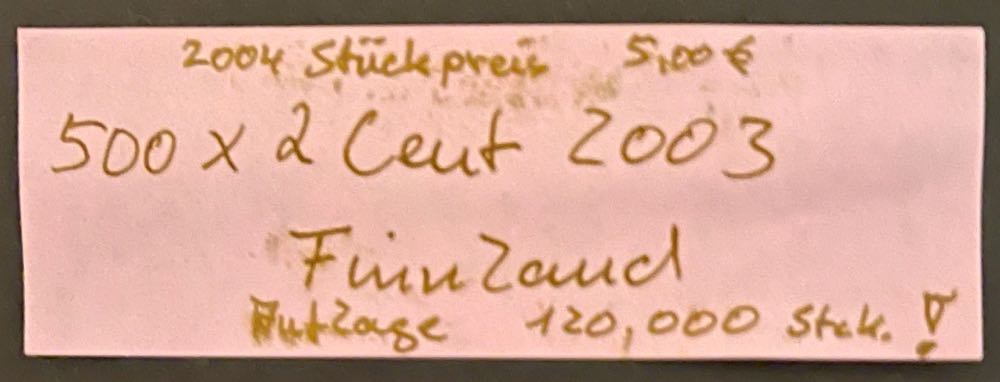 2004 Stückpreis 5,00 €
500 x 2 Cent 2003
Finnland
Auflage 120,000 Stck. !